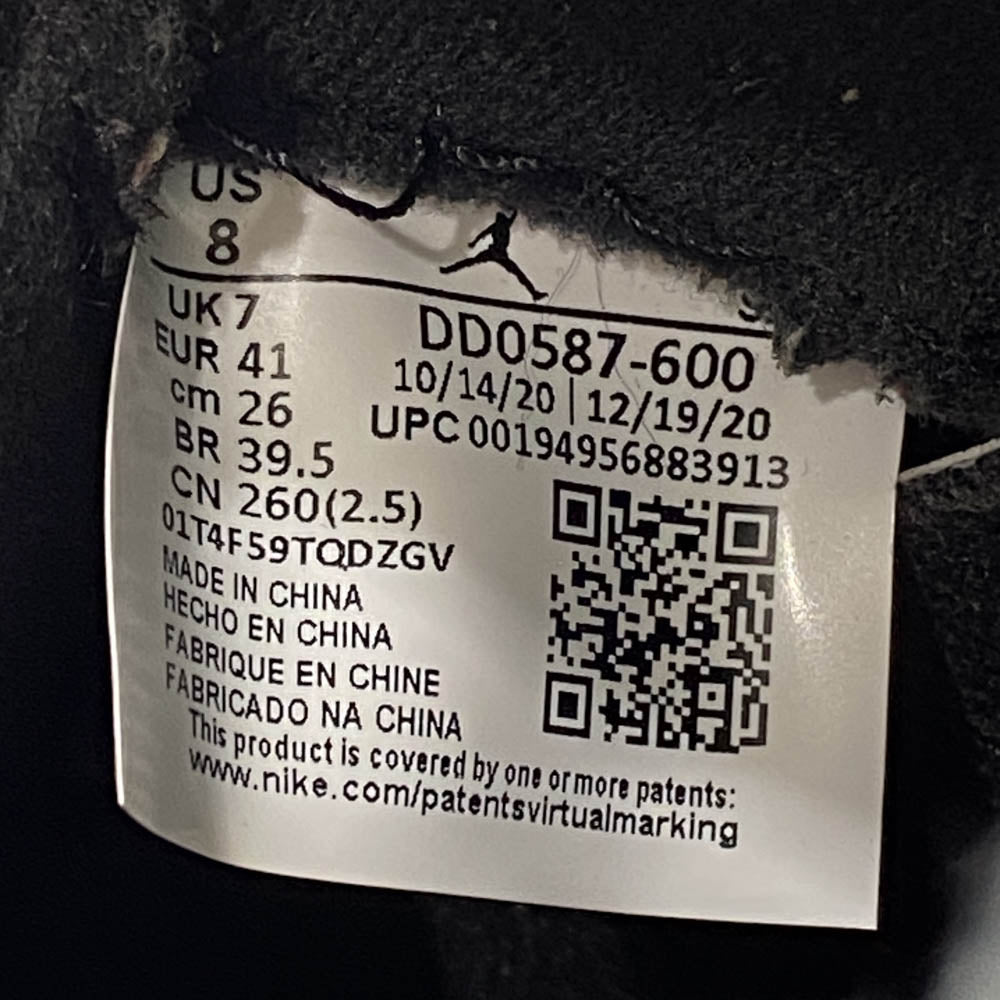 US
8
UK 7
EUR 41
cm 26
BR 39.5
CN 260(2.5)
01T4F59TQDZGV
DD0587-600
10/14/20 | 12/19/20
UPC 00194956883913
MADE IN CHINA
HECHO EN CHINA
FABRIQUE EN CHINE
FABRICADO NA CHINA
This product is covered by one or more patents:
www.nike.com/patentsvirtualmarking